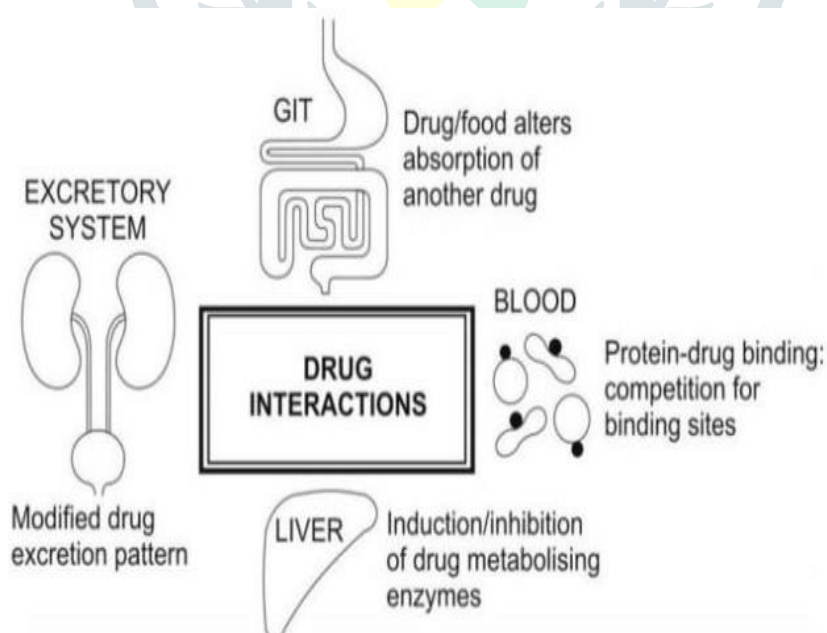 GIT
Drug/food alters
absorption of
another drug
EXCRETORY
SYSTEM
BLOOD
Protein-drug binding:
competition for
binding sites
DRUG
INTERACTIONS
Modified drug
excretion pattern
LIVER
Induction/inhibition
of drug metabolising
enzymes